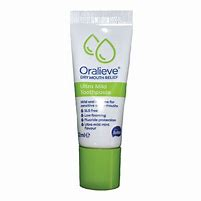 Oralieve®
DRY MOUTH RELIEF
Ultra Mild
Toothpaste
SLS free
Low foaming
Fluoride protection
Ultra mild mint
flavour